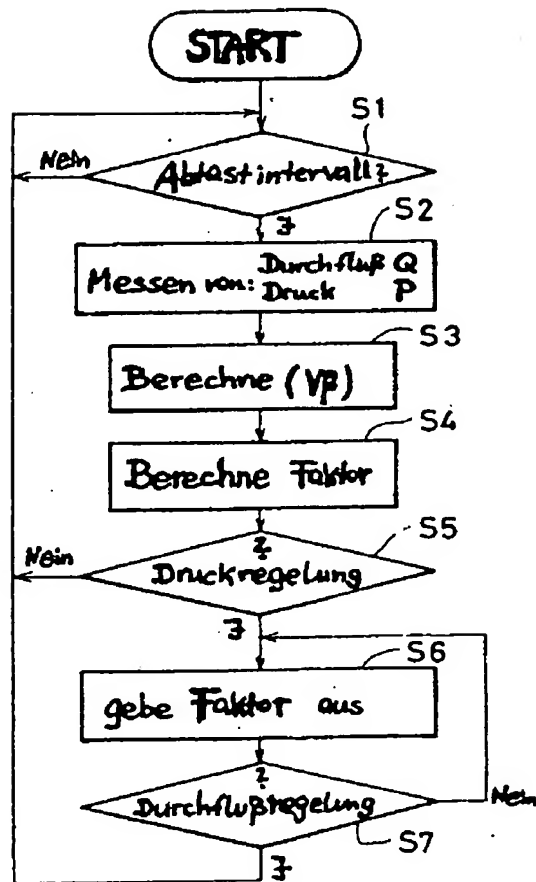 START
S1
Nein
Abtastintervall?
J
S2
Messen von: Durchfluß Q
Druck P
S3
Berechne (Vβ)
S4
Berechne Faktor
S5
Nein
?
Druckregelung
J
S6
gebe Faktor aus
?
Durchflußregelung
Nein
S7
J